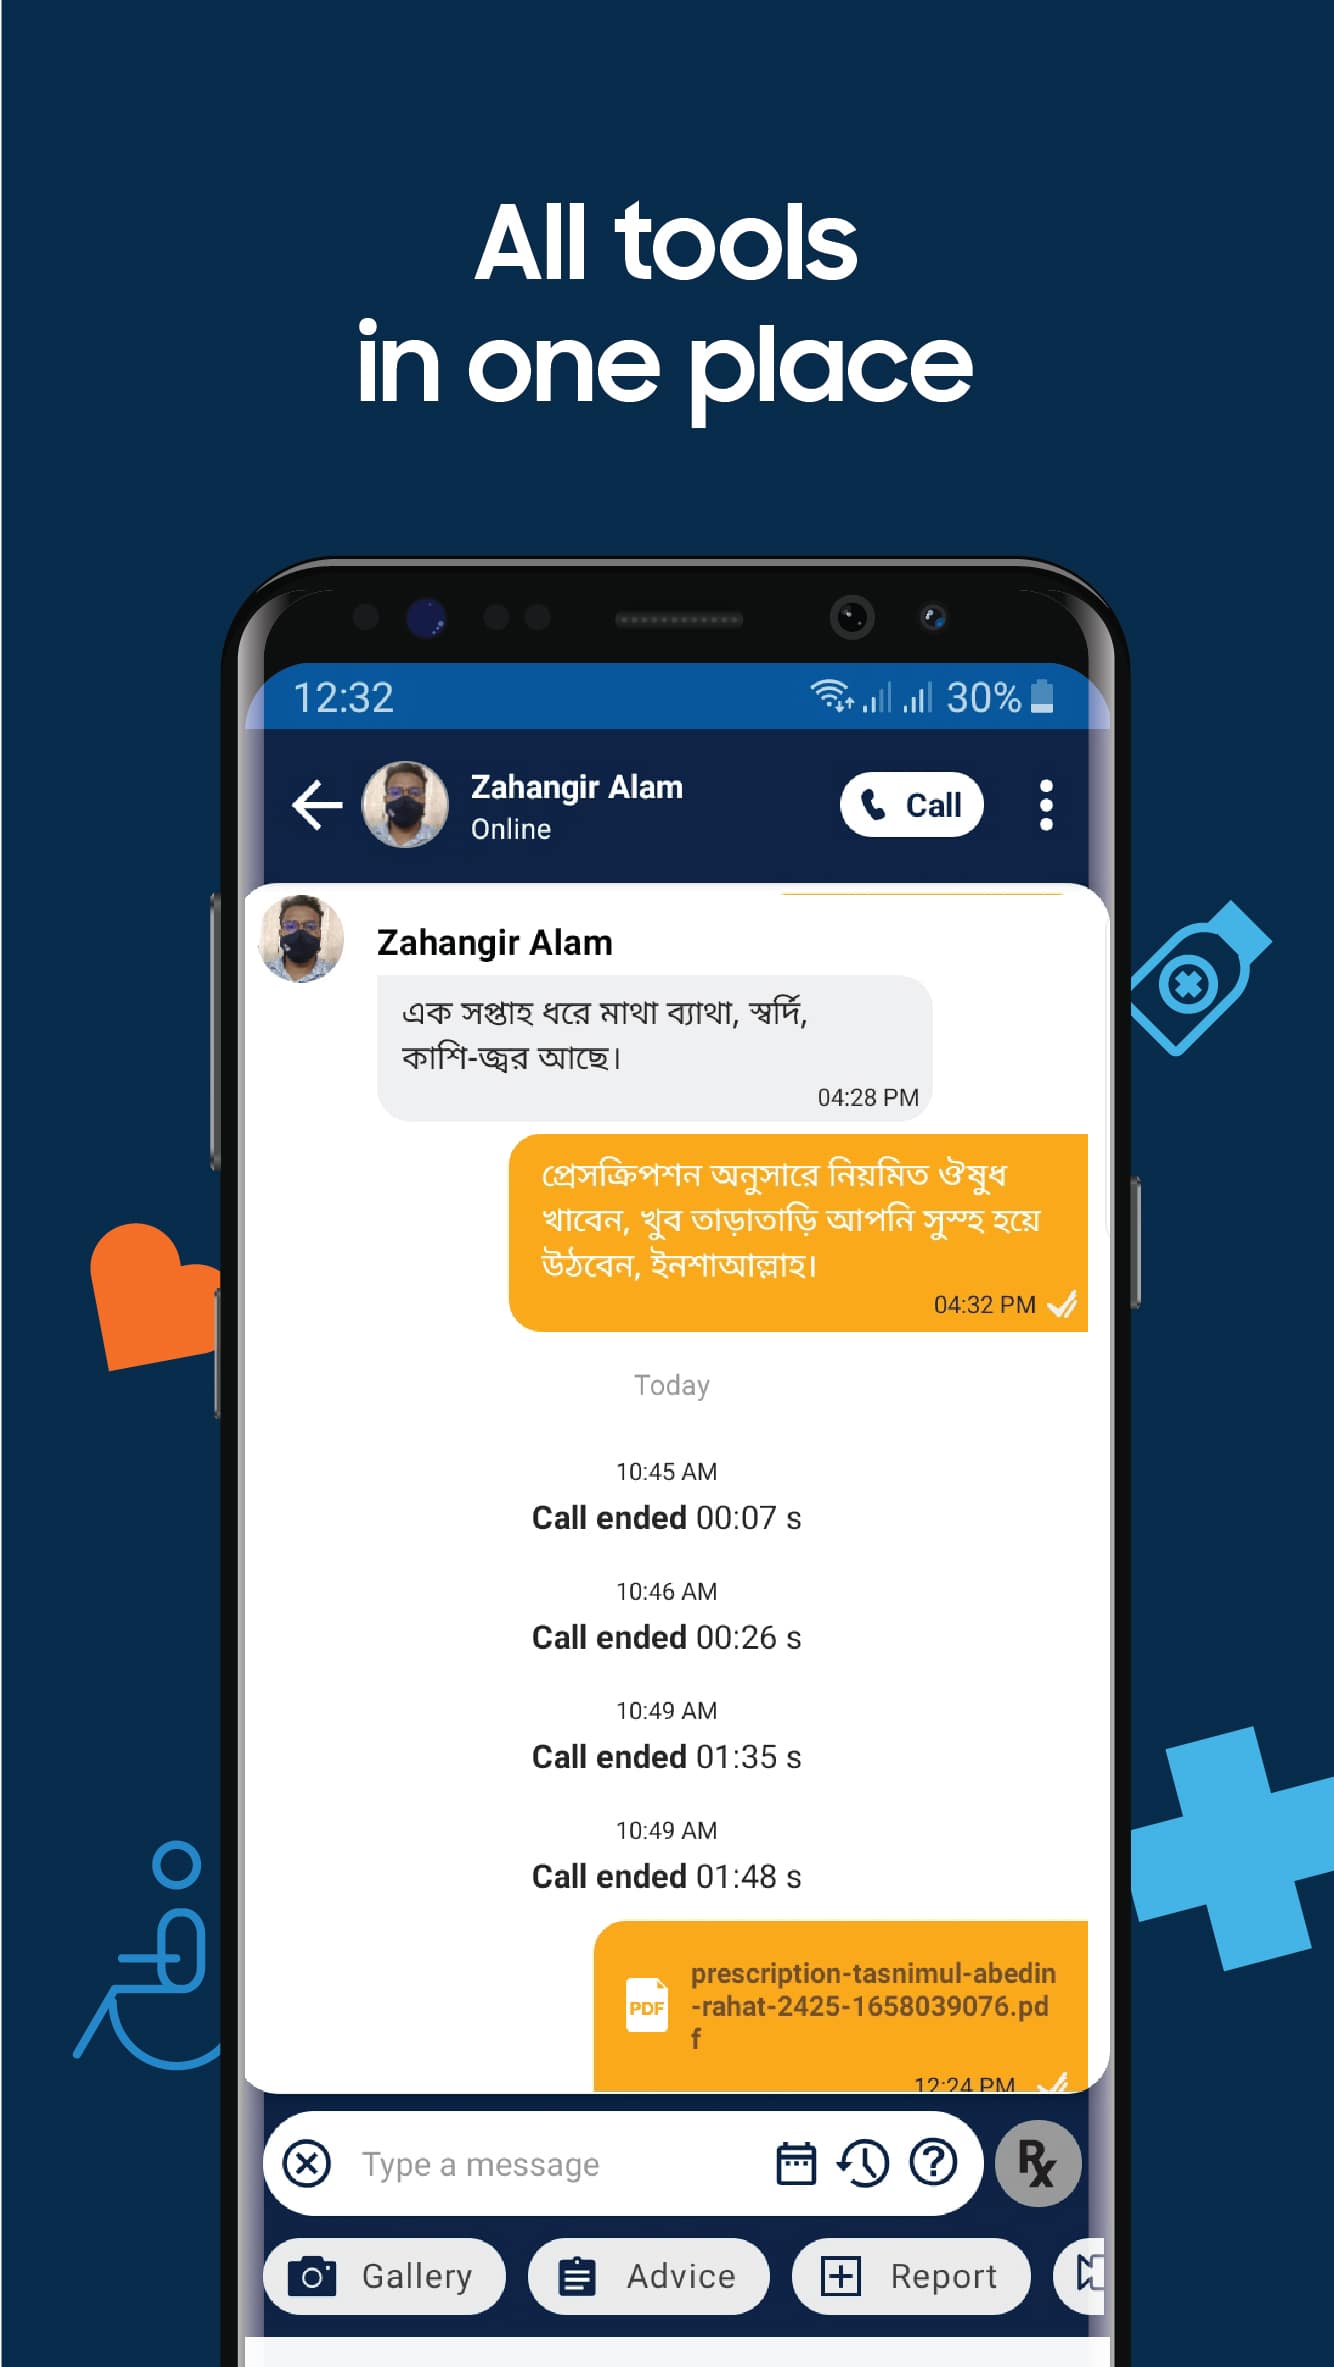 All tools
in one place
12:32
30%
Zahangir Alam
Online
Call
Zahangir Alam
এক সপ্তাহ ধরে মাথা ব্যাথা, স্বর্দি,
কাশি-জ্বর আছে।
04:28 PM
প্রেসক্রিপশন অনুসারে নিয়মিত ঔষুধ
খাবেন, খুব তাড়াতাড়ি আপনি সুস্হ হয়ে
উঠবেন, ইনশাআল্লাহ।
04:32 PM
Today
10:45 AM
Call ended 00:07 s
10:46 AM
Call ended 00:26 s
10:49 AM
Call ended 01:35 s
10:49 AM
Call ended 01:48 s
PDF
prescription-tasnimul-abedin
-rahat-2425-1658039076.pd
f
12:24 PM
Type a message
Rx
Gallery
Advice
Report